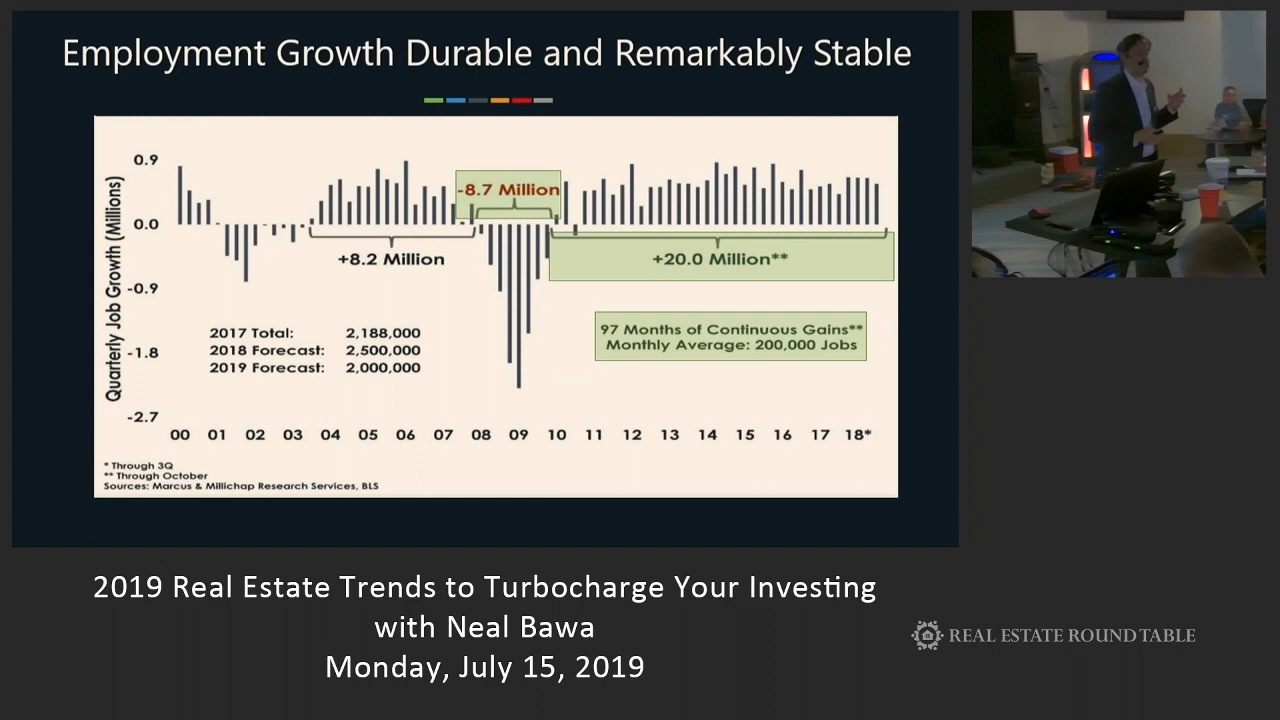 Employment Growth Durable and Remarkably Stable
Quarterly Job Growth (Millions)
0.9
0.0
-0.9
-1.8
-2.7
-8.7 Million
+8.2 Million
+20.0 Million**
97 Months of Continuous Gains**
Monthly Average: 200,000 Jobs
2017 Total: 2,188,000
2018 Forecast: 2,500,000
2019 Forecast: 2,000,000
00 01 02 03 04 05 06 07 08 09 10 11 12 13 14 15 16 17 18*
* Through 3Q
** Through October
Sources: Marcus & Millichap Research Services, BLS
2019 Real Estate Trends to Turbocharge Your Investing
with Neal Bawa
Monday, July 15, 2019
REAL ESTATE ROUND TABLE